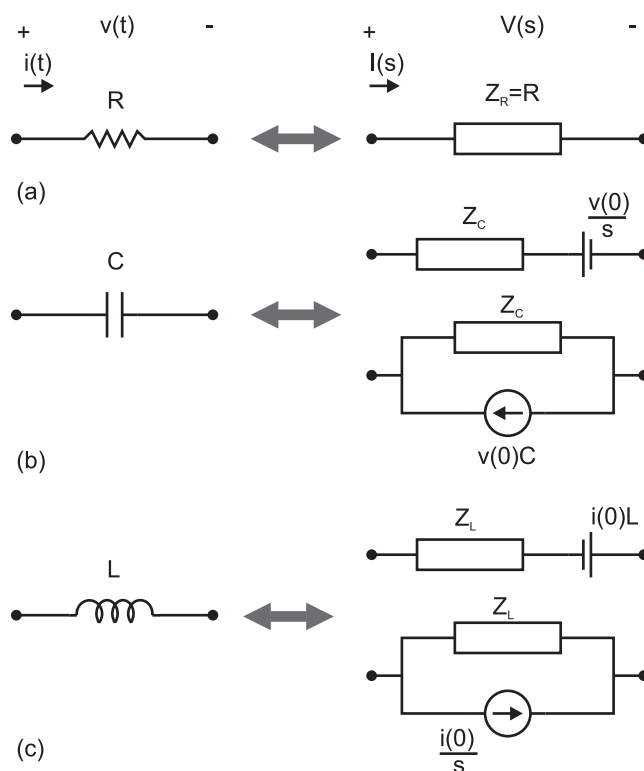 + v(t) - + V(s) -
i(t) I(s)
R Z_R=R
(a)
Z_C v(0)/s
C
Z_C
v(0)C
(b)
Z_L i(0)L
L
Z_L
i(0)/s
(c)